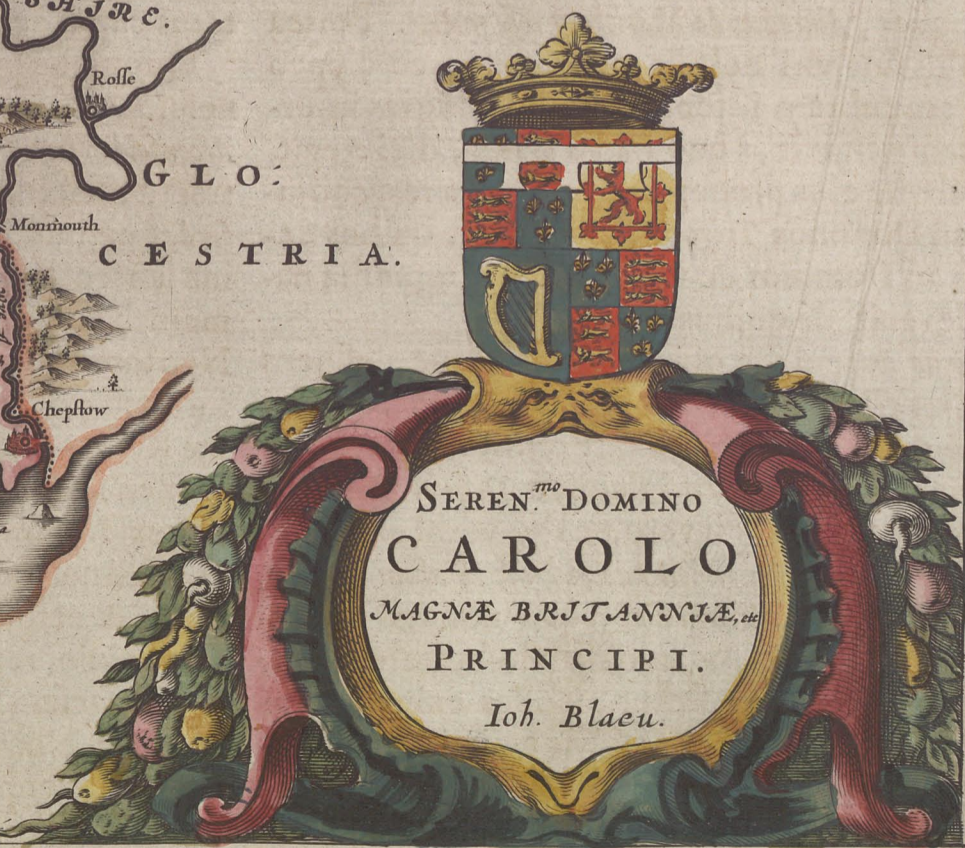 SHIRE.
Rosse
GLO:
Monmouth
CESTRIA.
Chepstow
SEREN.mo DOMINO
CAROLO
MAGNÆ BRITANNIÆ, etc
PRINCIPI.
Ioh. Blaeu.